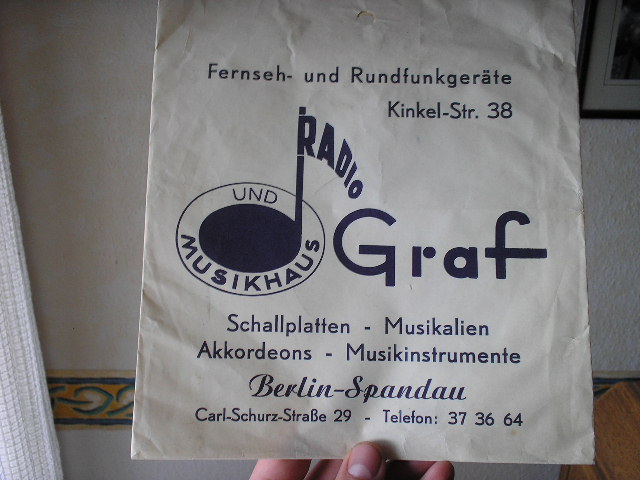 Fernseh- und Rundfunkgeräte
Kinkel-Str. 38
RADIO
UND
MUSIKHAUS
Graf
Schallplatten - Musikalien
Akkordeons - Musikinstrumente
Berlin-Spandau
Carl-Schurz-Straße 29 - Telefon: 37 36 64